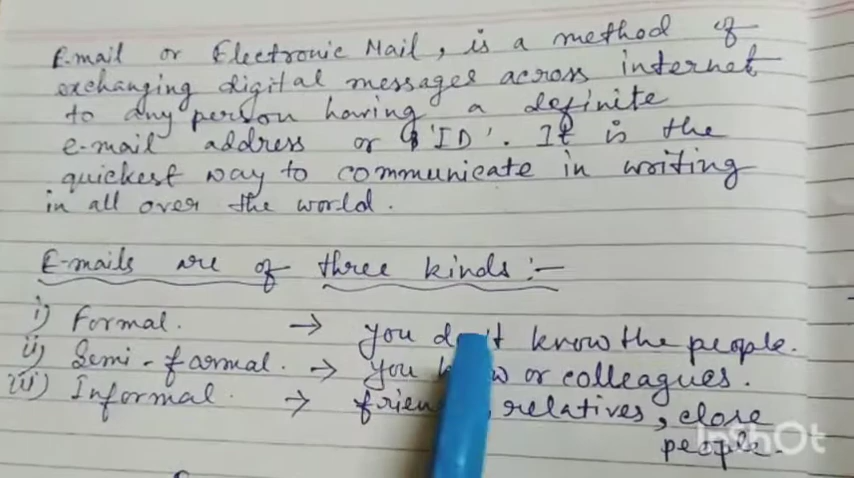 E-mail or Electronic Mail, is a method of
exchanging digital messages across internet
to any person having a definite
e-mail address or 'ID'. It is the
quickest way to communicate in writing
in all over the world.
E-mails are of three kinds :-
i) Formal. → you know the people.
ii) Semi-formal. → you or colleagues.
iii) Informal. → relatives, close
people.
InShOt